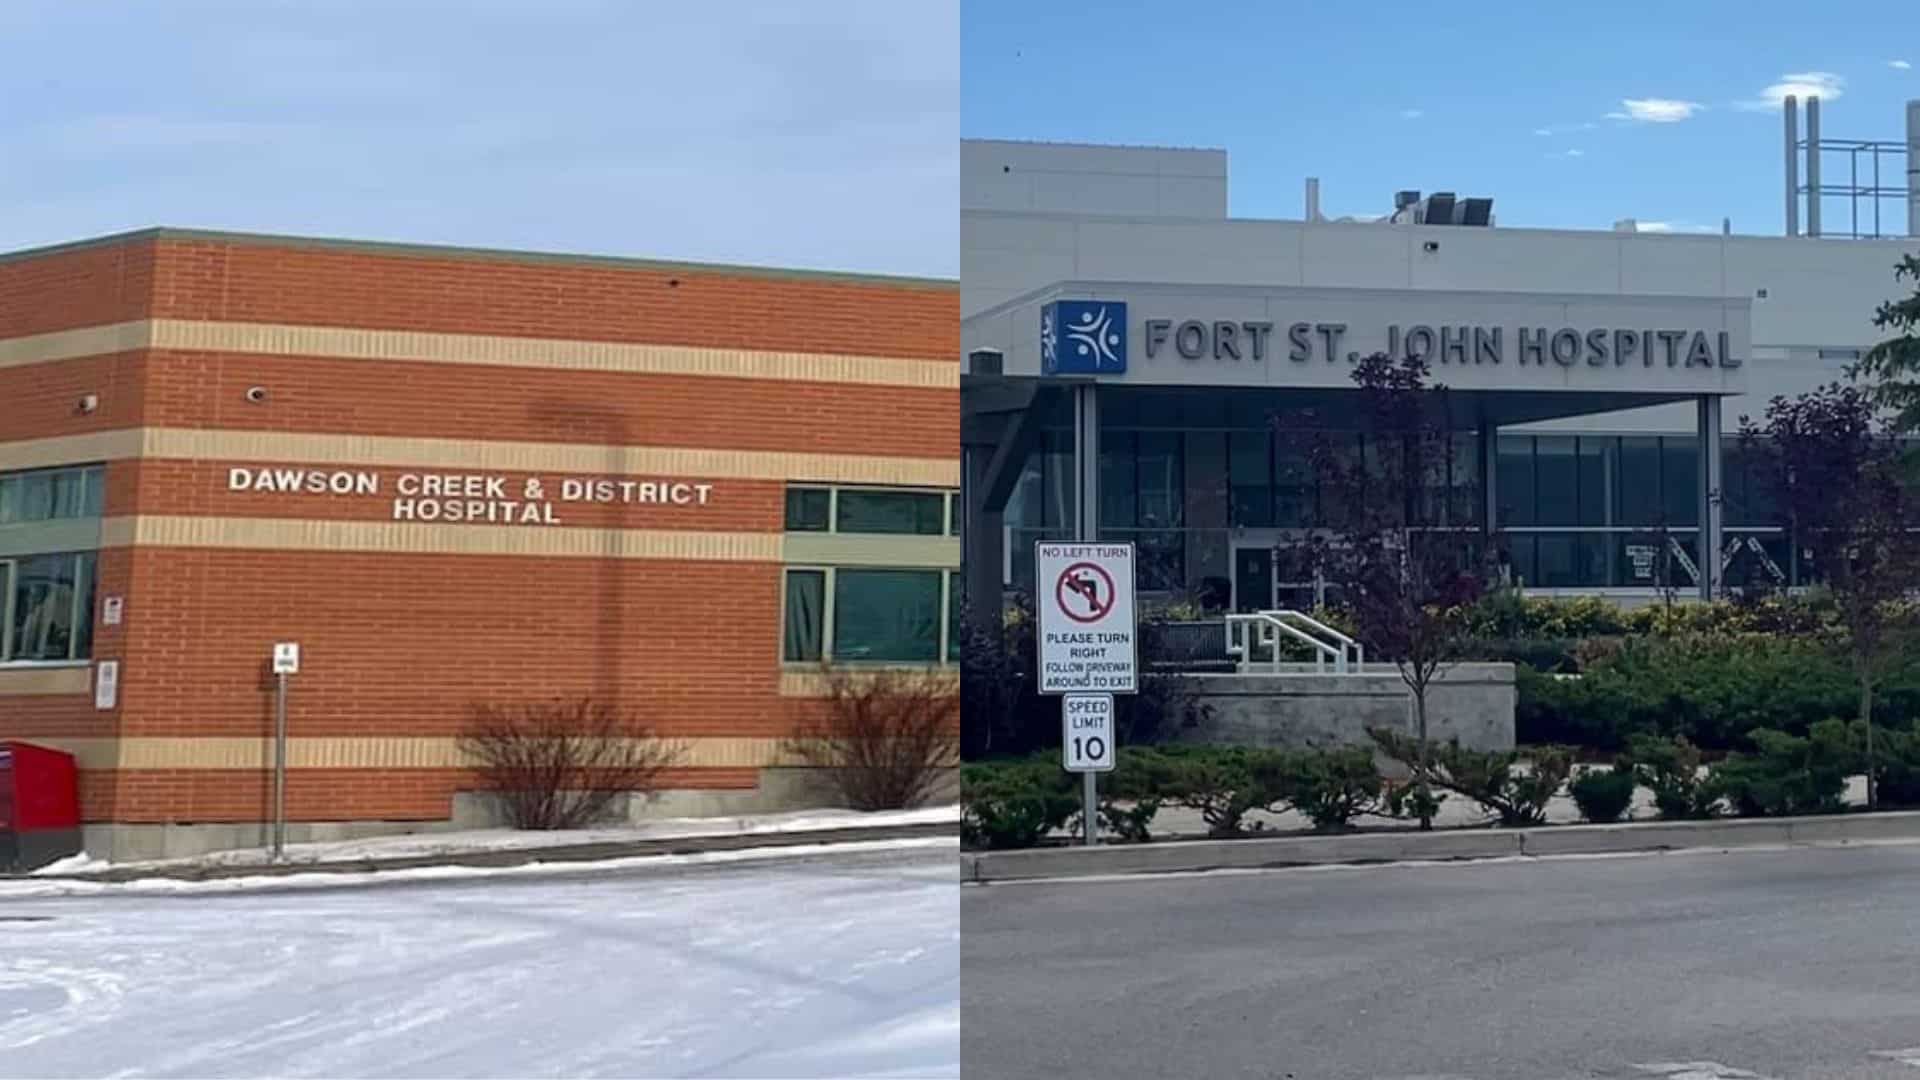 DAWSON CREEK & DISTRICT
HOSPITAL
FORT ST. JOHN HOSPITAL
NO LEFT TURN
PLEASE TURN
RIGHT
FOLLOW DRIVEWAY
AROUND TO EXIT
SPEED
LIMIT
10